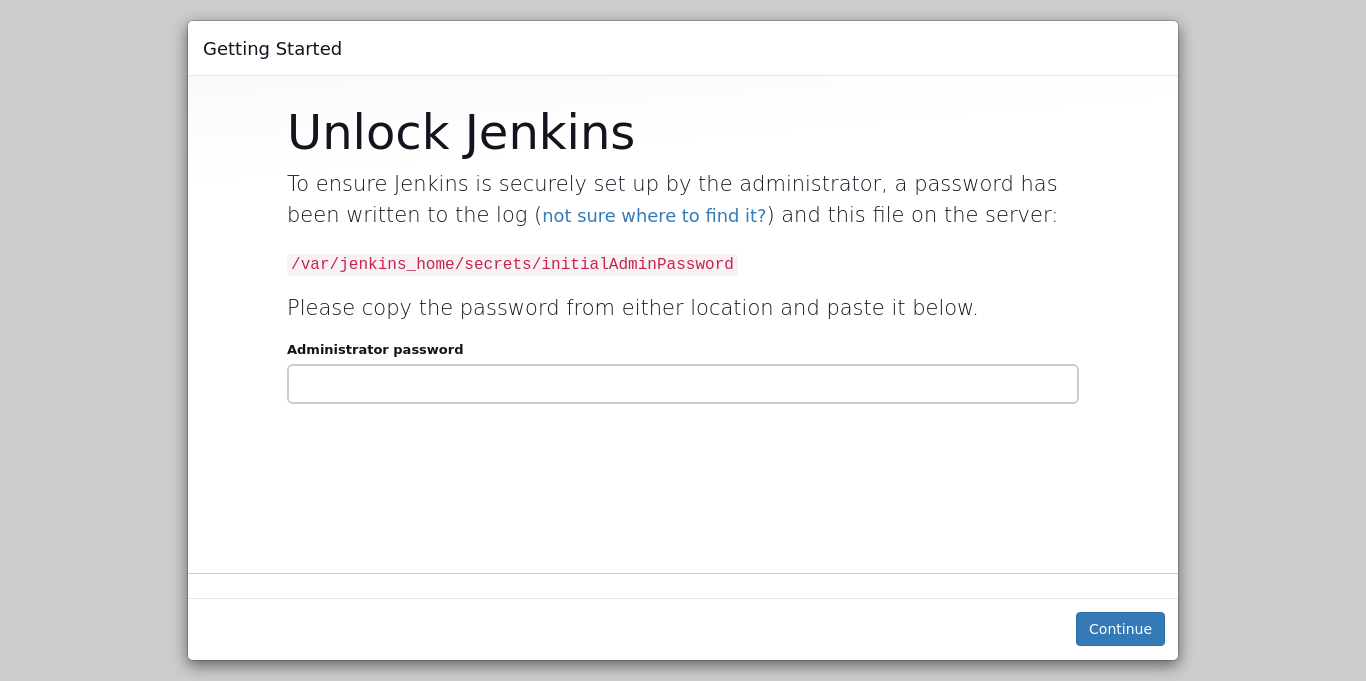 Getting Started
Unlock Jenkins
To ensure Jenkins is securely set up by the administrator, a password has
been written to the log (not sure where to find it?) and this file on the server:
/var/jenkins_home/secrets/initialAdminPassword
Please copy the password from either location and paste it below.
Administrator password
Continue